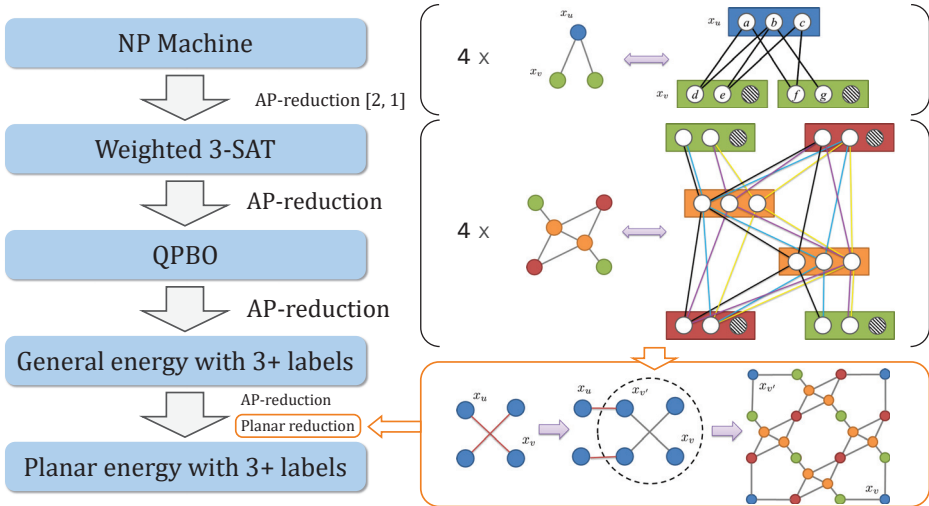 NP Machine
AP-reduction [2, 1]
Weighted 3-SAT
AP-reduction
QPBO
AP-reduction
General energy with 3+ labels
AP-reduction
Planar reduction
Planar energy with 3+ labels
4 x
x_u
x_v
x_u
a b c
x_v
d e f g
4 x
x_u
x_v
x_{v'}
x_v
x_u
x_{v'}
x_v